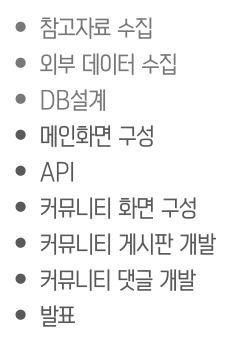 • 참고자료 수집
• 외부 데이터 수집
• DB설계
• 메인화면 구성
• API
• 커뮤니티 화면 구성
• 커뮤니티 게시판 개발
• 커뮤니티 댓글 개발
• 발표